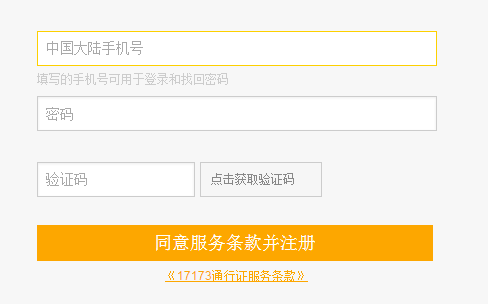 中国大陆手机号
填写的手机号可用于登录和找回密码
密码
验证码 点击获取验证码
同意服务条款并注册
《17173通行证服务条款》